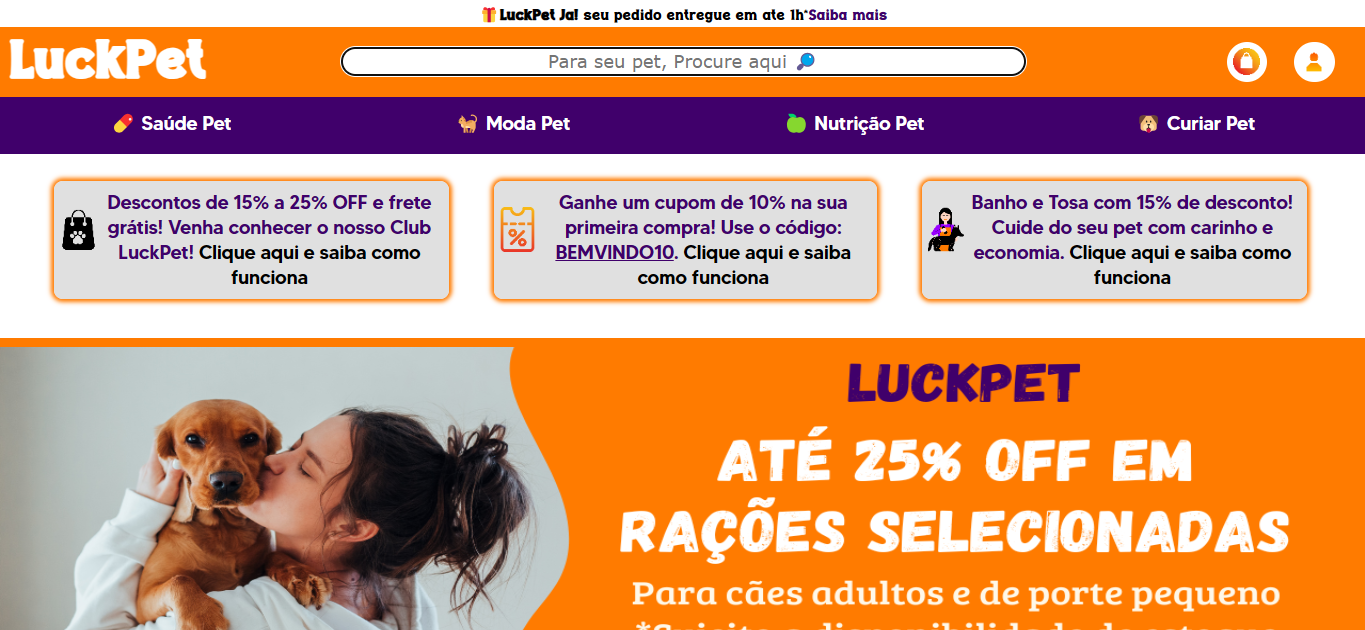 LuckPet Ja! seu pedido entregue em ate 1h*Saiba mais
LuckPet
Para seu pet, Procure aqui
Saúde Pet
Moda Pet
Nutrição Pet
Curiar Pet
Descontos de 15% a 25% OFF e frete
grátis! Venha conhecer o nosso Club
LuckPet! Clique aqui e saiba como
funciona
Ganhe um cupom de 10% na sua
primeira compra! Use o código:
BEMVINDO10. Clique aqui e saiba
como funciona
Banho e Tosa com 15% de desconto!
Cuide do seu pet com carinho e
economia. Clique aqui e saiba como
funciona
LUCKPET
ATÉ 25% OFF EM
RAÇÕES SELECIONADAS
Para cães adultos e de porte pequeno